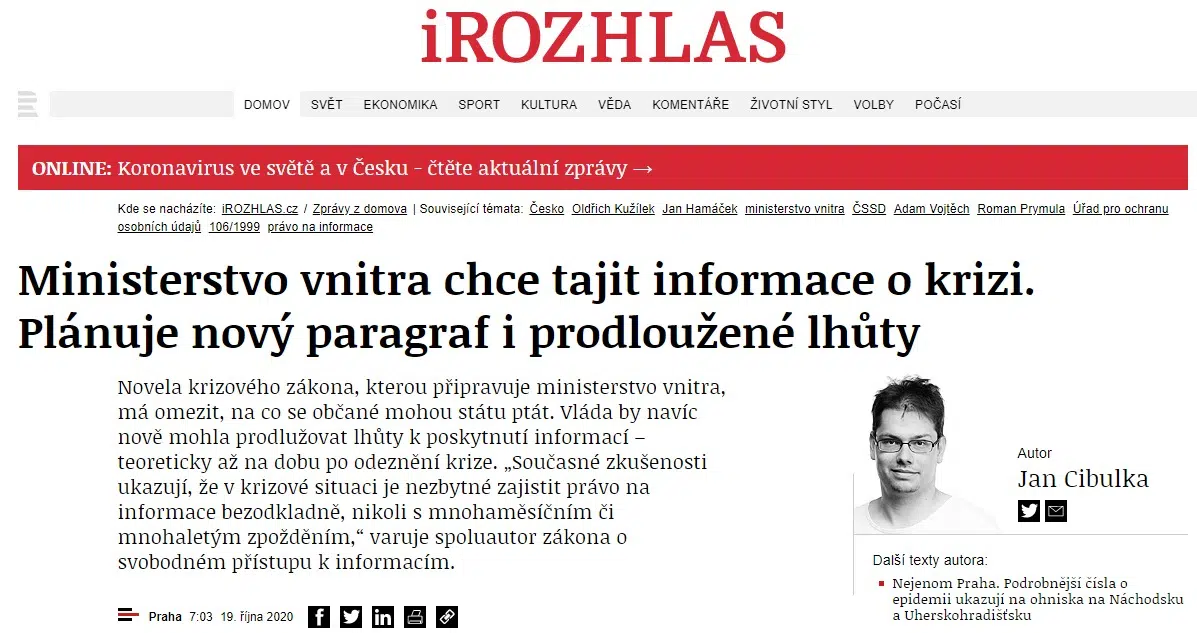 iROZHLAS
DOMOV SVĚT EKONOMIKA SPORT KULTURA VĚDA KOMENTÁŘE ŽIVOTNÍ STYL VOLBY POČASÍ
ONLINE: Koronavirus ve světě a v Česku - čtěte aktuální zprávy →
Kde se nacházíte: iROZHLAS.cz / Zprávy z domova | Související témata: Česko Oldřich Kužílek Jan Hamáček ministerstvo vnitra ČSSD Adam Vojtěch Roman Prymula Úřad pro ochranu
osobních údajů 106/1999 právo na informace
Ministerstvo vnitra chce tajit informace o krizi.
Plánuje nový paragraf i prodloužené lhůty
Novela krizového zákona, kterou připravuje ministerstvo vnitra,
má omezit, na co se občané mohou státu ptát. Vláda by navíc
nově mohla prodlužovat lhůty k poskytnutí informací –
teoreticky až na dobu po odeznění krize. „Současné zkušenosti
ukazují, že v krizové situaci je nezbytné zajistit právo na
informace bezodkladně, nikoli s mnohaměsíčním či
mnohaletým zpožděním,“ varuje spoluautor zákona o
svobodném přístupu k informacím.
Praha 7:03 19. října 2020
Autor
Jan Cibulka
Další texty autora:
Nejenom Praha. Podrobnější čísla o
epidemii ukazují na ohniska na Náchodsku
a Uherskohradišťsku